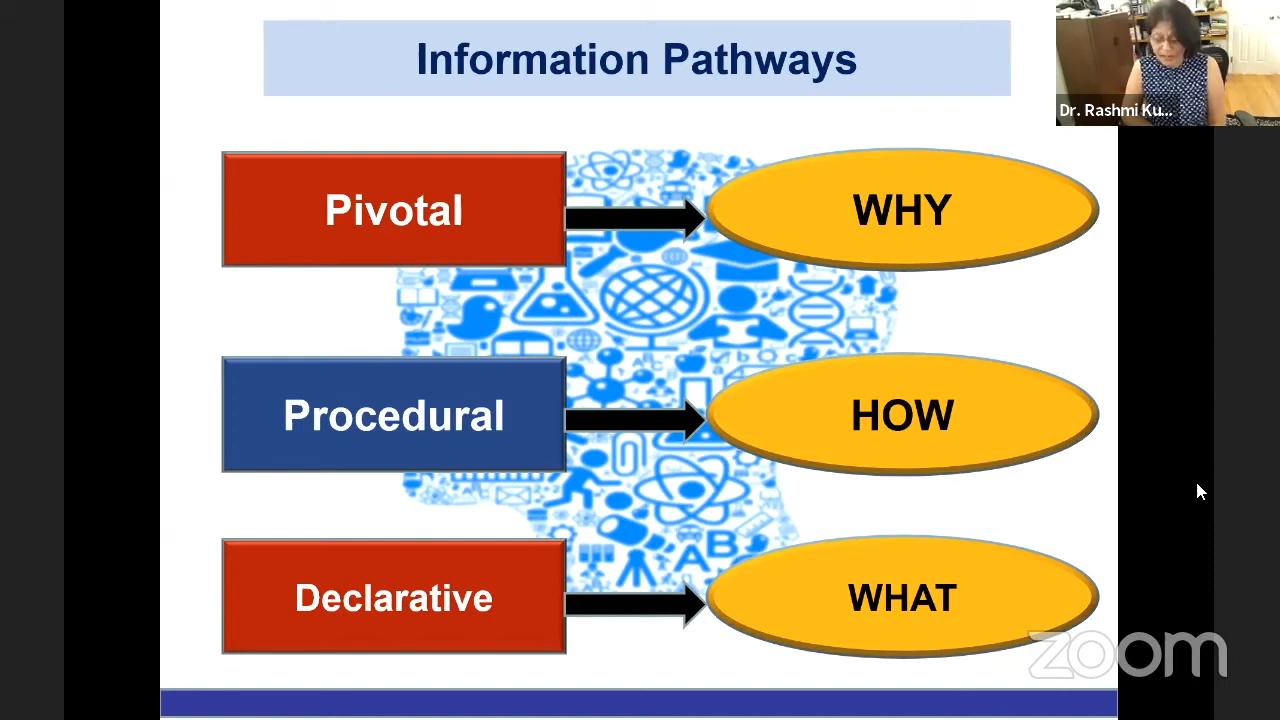 Information Pathways
Dr. Rashmi Ku...
Pivotal
WHY
Procedural
HOW
Declarative
WHAT
zoom